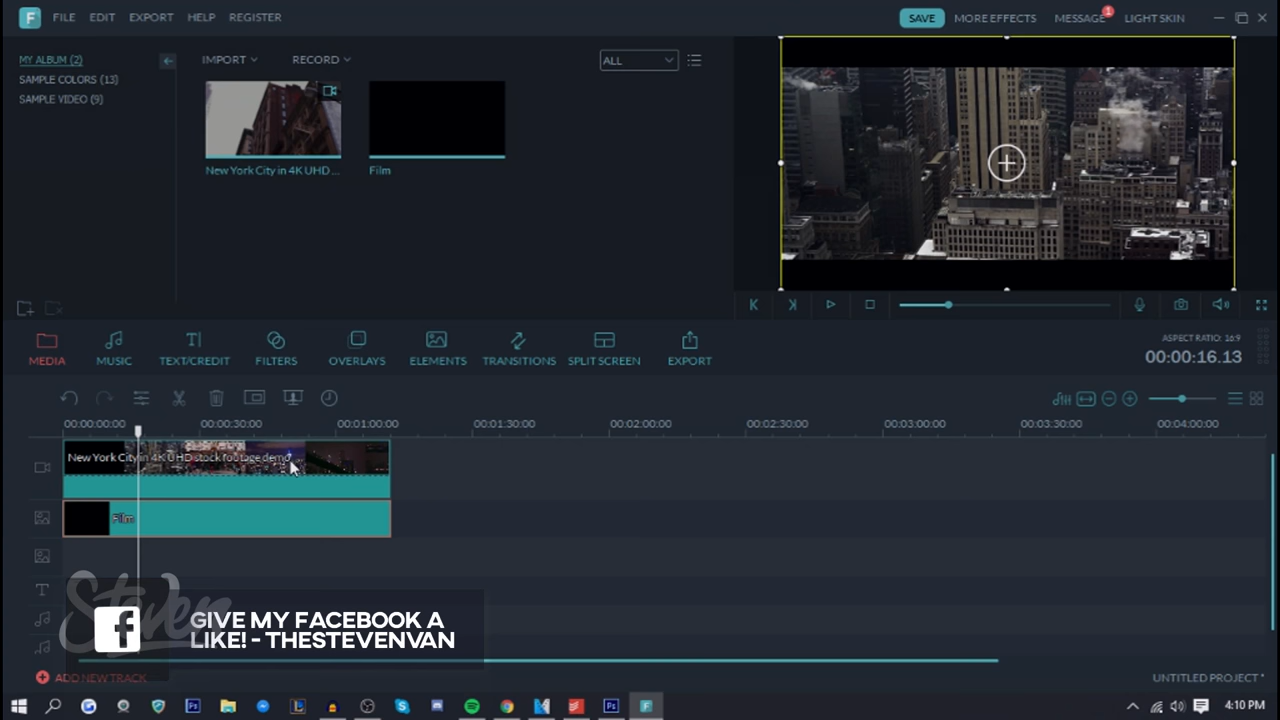 FILE EDIT EXPORT HELP REGISTER
SAVE MORE EFFECTS MESSAGE 1 LIGHT SKIN
MY ALBUM (2)
SAMPLE COLORS (13)
SAMPLE VIDEO (9)
IMPORT RECORD ALL
New York City in 4K UHD ... Film
MEDIA MUSIC TEXT/CREDIT FILTERS OVERLAYS ELEMENTS TRANSITIONS SPLIT SCREEN EXPORT
ASPECT RATIO: 16:9
00:00:16.13
00:00:00:00 00:00:30:00 00:01:00:00 00:01:30:00 00:02:00:00 00:02:30:00 00:03:00:00 00:03:30:00 00:04:00:00
New York City in 4K UHD stock footage demo ...
Film
Steven
GIVE MY FACEBOOK A
LIKE! - THESTEVENVAN
ADD NEW TRACK
UNTITLED PROJECT *
4:10 PM